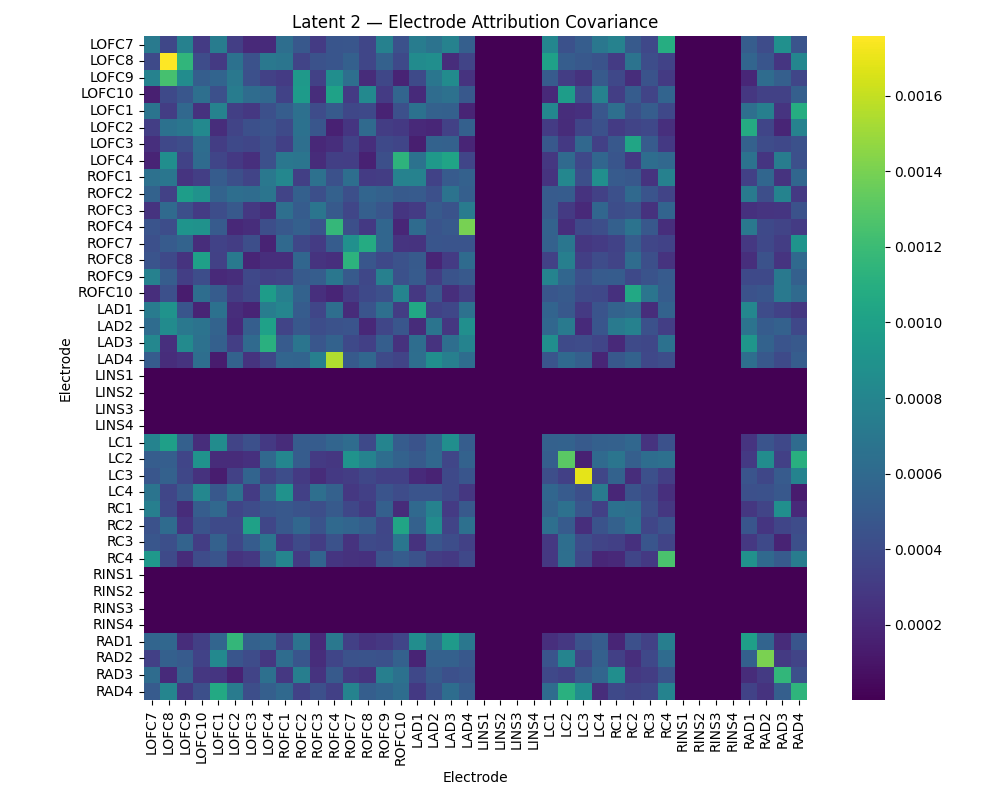 Latent 2 — Electrode Attribution Covariance
Electrode
LOFC7
LOFC8
LOFC9
LOFC10
LOFC1
LOFC2
LOFC3
LOFC4
ROFC1
ROFC2
ROFC3
ROFC4
ROFC7
ROFC8
ROFC9
ROFC10
LAD1
LAD2
LAD3
LAD4
LINS1
LINS2
LINS3
LINS4
LC1
LC2
LC3
LC4
RC1
RC2
RC3
RC4
RINS1
RINS2
RINS3
RINS4
RAD1
RAD2
RAD3
RAD4
LOFC7
LOFC8
LOFC9
LOFC10
LOFC1
LOFC2
LOFC3
LOFC4
ROFC1
ROFC2
ROFC3
ROFC4
ROFC7
ROFC8
ROFC9
ROFC10
LAD1
LAD2
LAD3
LAD4
LINS1
LINS2
LINS3
LINS4
LC1
LC2
LC3
LC4
RC1
RC2
RC3
RC4
RINS1
RINS2
RINS3
RINS4
RAD1
RAD2
RAD3
RAD4
Electrode
0.0016
0.0014
0.0012
0.0010
0.0008
0.0006
0.0004
0.0002